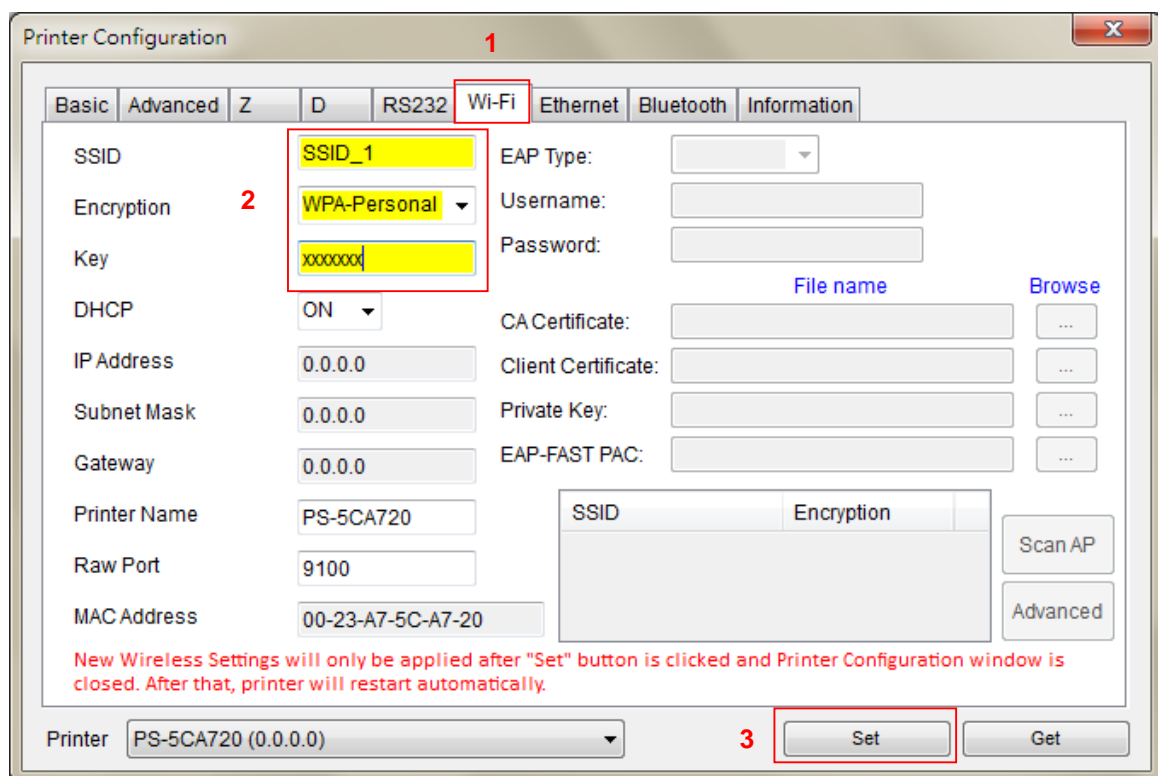 Printer Configuration
1
Basic Advanced Z D RS232 Wi-Fi Ethernet Bluetooth Information
SSID SSID_1 EAP Type:
Encryption 2 WPA-Personal Username:
Key xxxxxxx Password:
File name Browse
DHCP ON CA Certificate: ...
IP Address 0.0.0.0 Client Certificate: ...
Subnet Mask 0.0.0.0 Private Key: ...
Gateway 0.0.0.0 EAP-FAST PAC: ...
Printer Name PS-5CA720 SSID Encryption
Scan AP
Raw Port 9100
MAC Address 00-23-A7-5C-A7-20 Advanced
New Wireless Settings will only be applied after "Set" button is clicked and Printer Configuration window is
closed. After that, printer will restart automatically.
Printer PS-5CA720 (0.0.0.0) 3 Set Get